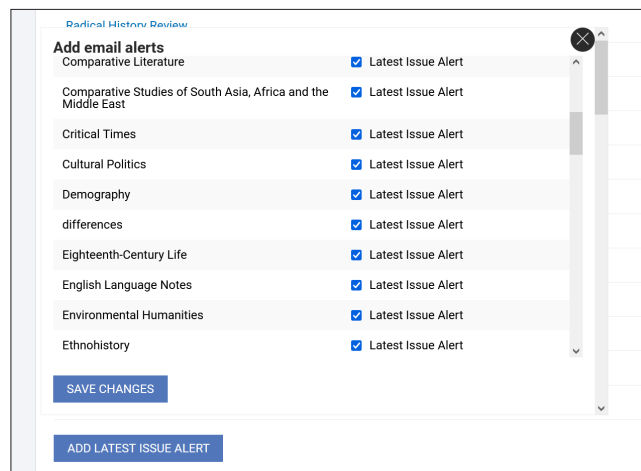 Radical History Review
Add email alerts
Comparative Literature Latest Issue Alert
Comparative Studies of South Asia, Africa and the Latest Issue Alert
Middle East
Critical Times Latest Issue Alert
Cultural Politics Latest Issue Alert
Demography Latest Issue Alert
differences Latest Issue Alert
Eighteenth-Century Life Latest Issue Alert
English Language Notes Latest Issue Alert
Environmental Humanities Latest Issue Alert
Ethnohistory Latest Issue Alert
SAVE CHANGES
ADD LATEST ISSUE ALERT